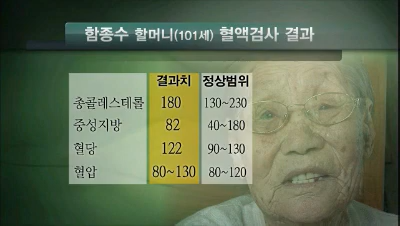 함종수 할머니(101세) 혈액검사 결과
결과치 정상범위
총콜레스테롤 180 130~230
중성지방 82 40~180
혈당 122 90~130
혈압 80~130 80~120